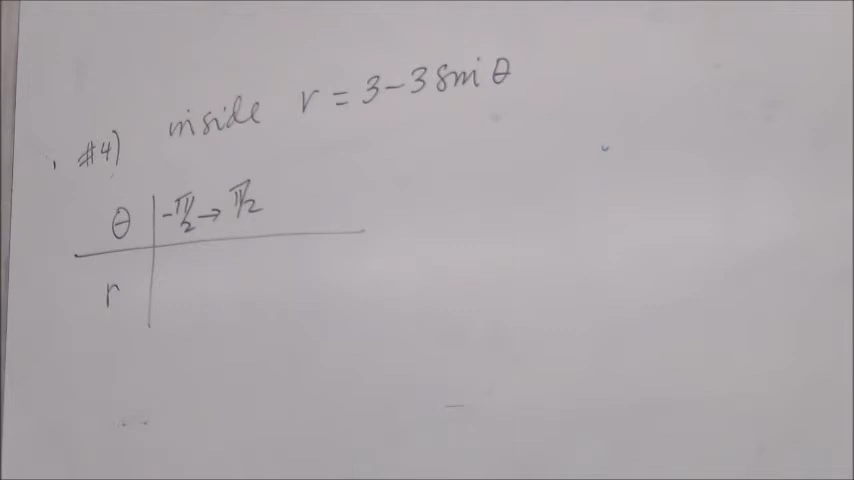 #4) inside r = 3 - 3 sin θ
θ -π/2 → π/2
r